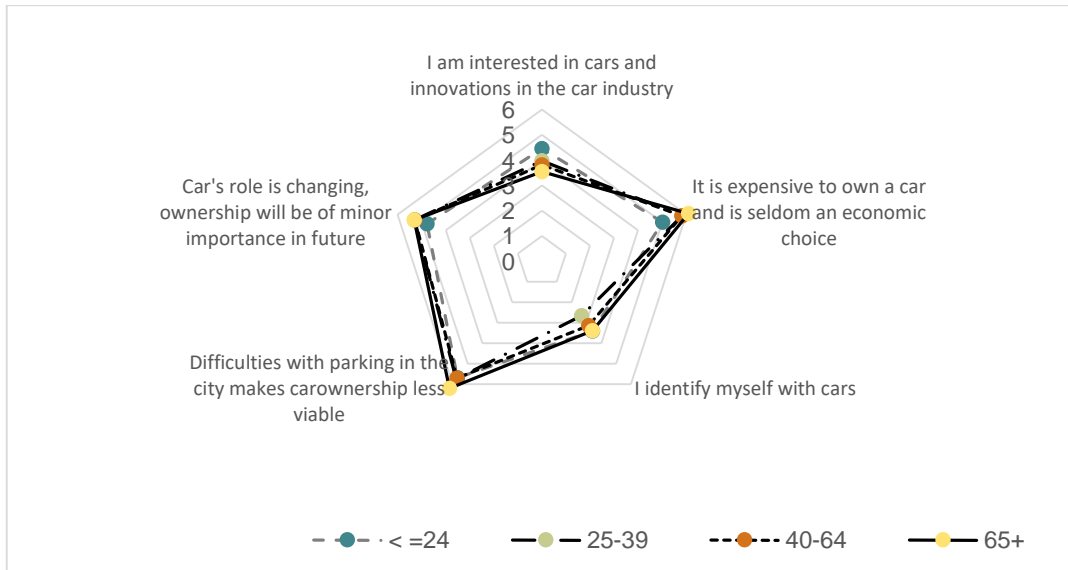 I am interested in cars and
innovations in the car industry
6
5
4
3
2
1
0
It is expensive to own a car
and is seldom an economic
choice
I identify myself with cars
Difficulties with parking in the
city makes carownership less
viable
Car's role is changing,
ownership will be of minor
importance in future
< =24
25-39
40-64
65+